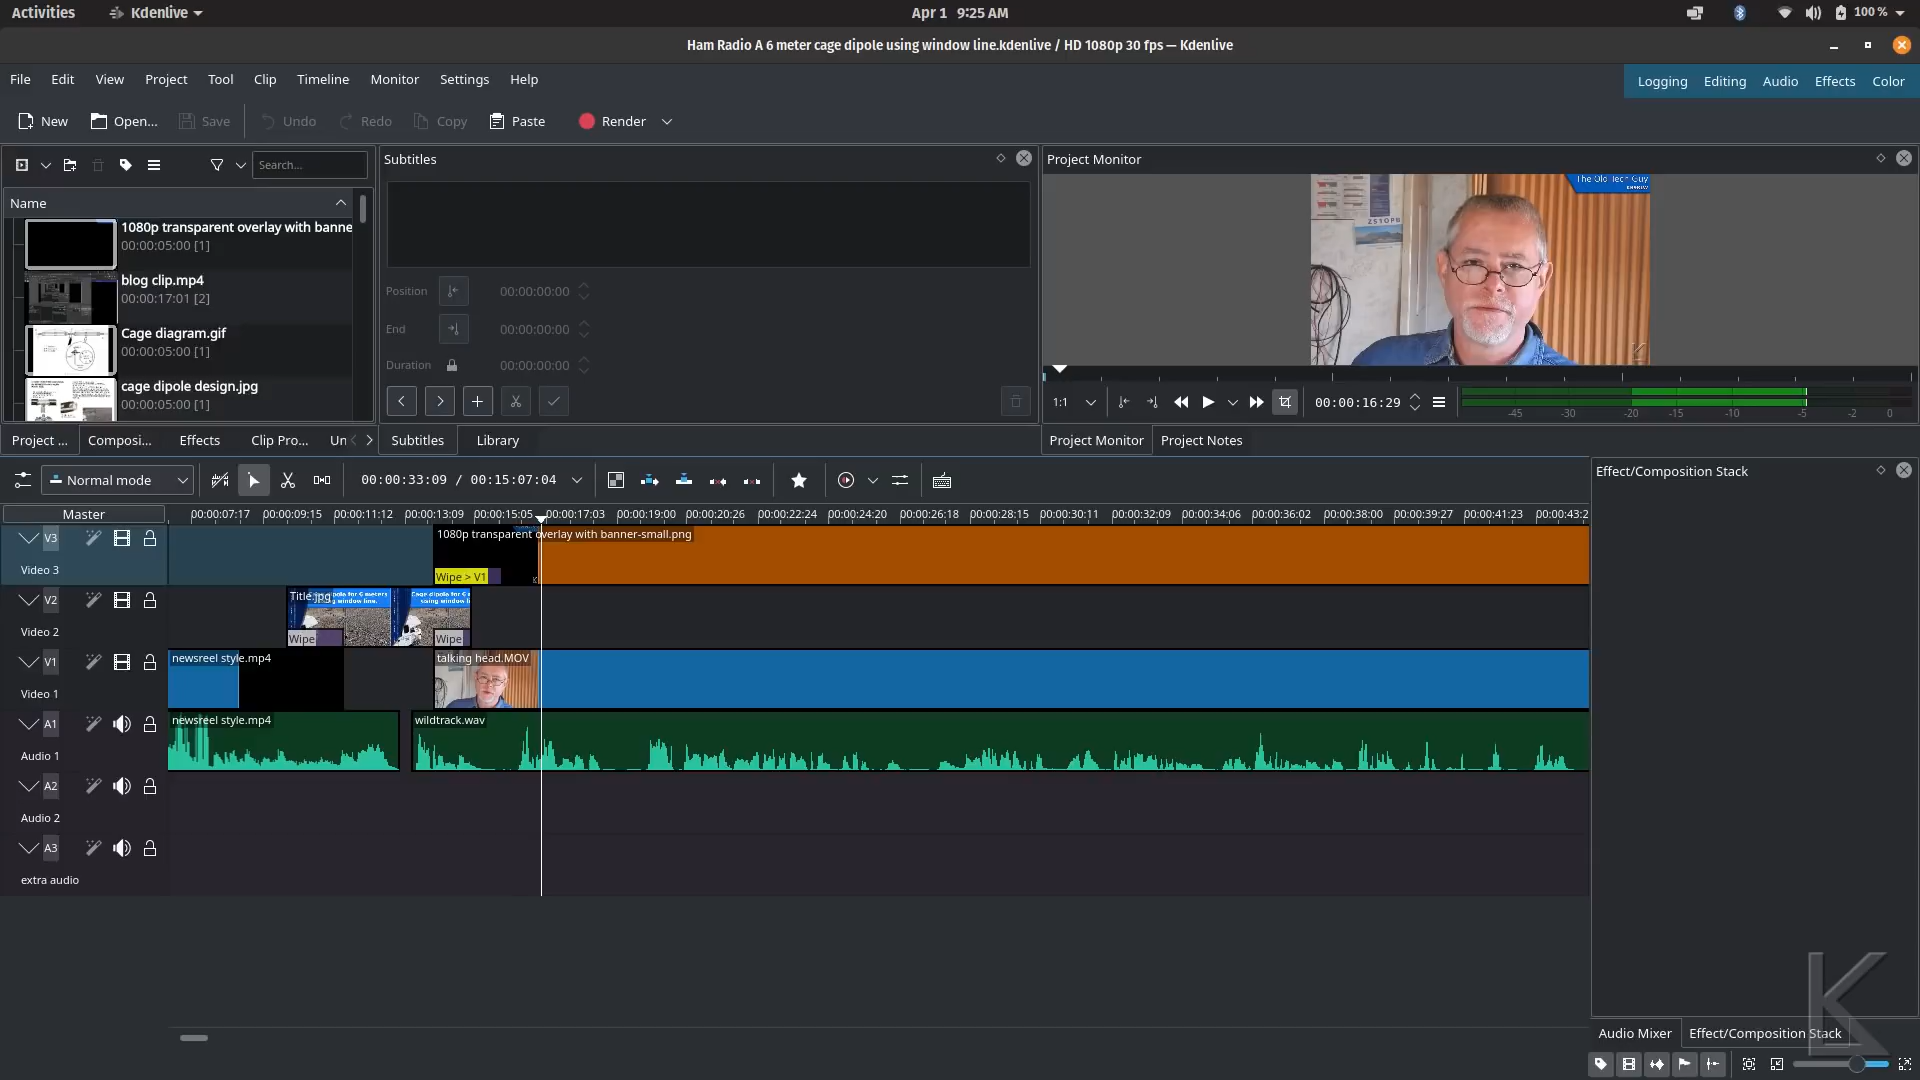 Activities
Kdenlive
Apr 1 9:25 AM
100 %
Ham Radio A 6 meter cage dipole using window line.kdenlive / HD 1080p 30 fps — Kdenlive
File Edit View Project Tool Clip Timeline Monitor Settings Help
Logging Editing Audio Effects Color
New Open... Save Undo Redo Copy Paste Render
Search...
Name
1080p transparent overlay with banne
00:00:05:00 [1]
blog clip.mp4
00:00:17:01 [2]
Cage diagram.gif
00:00:05:00 [1]
cage dipole design.jpg
00:00:05:00 [1]
Project ... Composi... Effects Clip Pro... Un
Subtitles
Position 00:00:00:00
End 00:00:00:00
Duration 00:00:00:00
Subtitles Library
Project Monitor
The Old Tech Guy
ZS1OPB
1:1
00:00:16:29
-45 -30 -20 -15 -10 -5 -2 0
Project Monitor Project Notes
Normal mode
00:00:33:09 / 00:15:07:04
Effect/Composition Stack
Master
00:00:07:17 00:00:09:15 00:00:11:12 00:00:13:09 00:00:15:05 00:00:17:03 00:00:19:00 00:00:20:26 00:00:22:24 00:00:24:20 00:00:26:18 00:00:28:15 00:00:30:11 00:00:32:09 00:00:34:06 00:00:36:02 00:00:38:00 00:00:39:27 00:00:41:23 00:00:43:2
V3
Video 3
1080p transparent overlay with banner-small.png
Wipe > V1
V2
Video 2
Title.jpg
Wipe
Wipe
V1
Video 1
newsreel style.mp4
talking head.MOV
A1
Audio 1
newsreel style.mp4
wildtrack.wav
A2
Audio 2
A3
extra audio
Audio Mixer Effect/Composition Stack